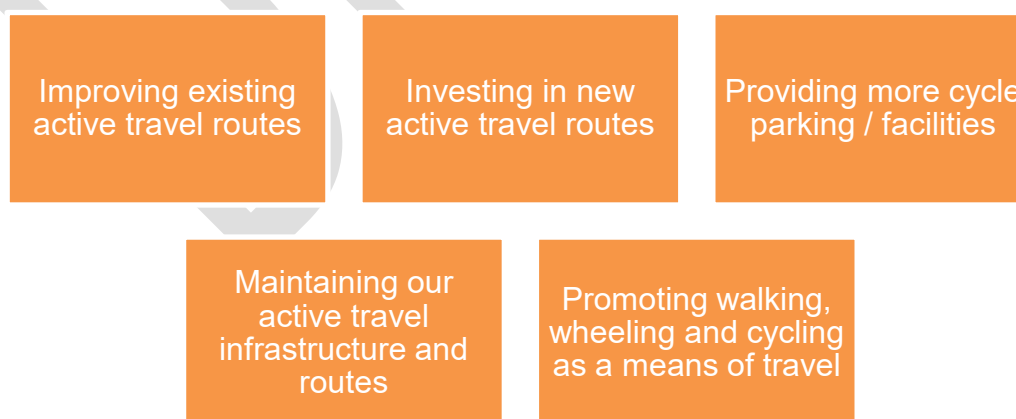 Improving existing
active travel routes
Investing in new
active travel routes
Providing more cycle
parking / facilities
Maintaining our
active travel
infrastructure and
routes
Promoting walking,
wheeling and cycling
as a means of travel